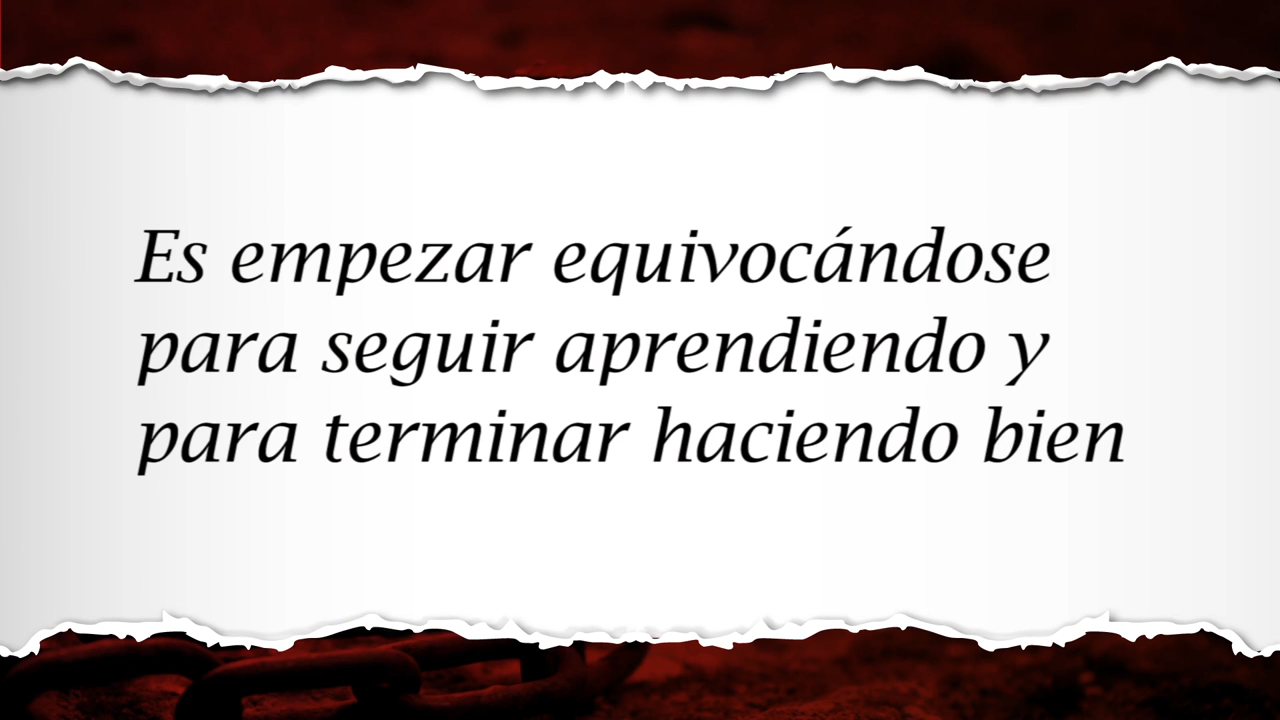 Es empezar equivocándose
para seguir aprendiendo y
para terminar haciendo bien